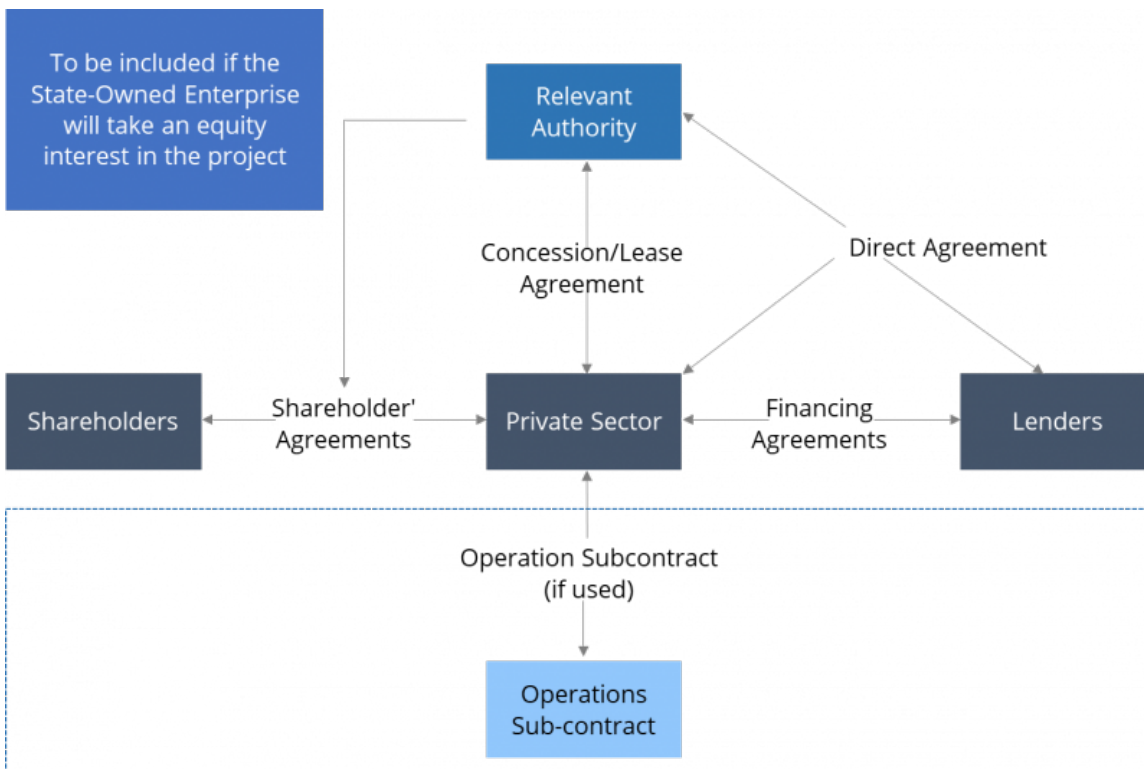 To be included if the
State-Owned Enterprise
will take an equity
interest in the project
Relevant
Authority
Concession/Lease
Agreement
Direct Agreement
Shareholders
Shareholder'
Agreements
Private Sector
Financing
Agreements
Lenders
Operation Subcontract
(if used)
Operations
Sub-contract